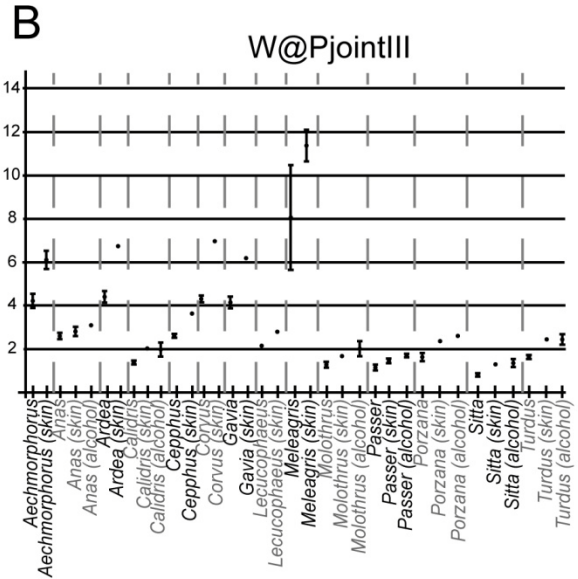 B
W@PjointIII
14
12
10
8
6
4
2
Aechmorphorus
Aechmorphorus (skin)
Anas
Anas (skin)
Anas (alcohol)
Ardea
Ardea (skin)
Calidris
Calidris (skin)
Calidris (alcohol)
Cepphus
Cepphus (skin)
Corvus
Corvus (skin)
Gavia
Gavia (skin)
Lecucophaeus
Lecucophaeus (skin)
Meleagris
Meleagris (skin)
Molothrus
Molothrus (skin)
Molothrus (alcohol)
Passer
Passer (skin)
Passer (alcohol)
Porzana
Porzana (skin)
Porzana (alcohol)
Sitta
Sitta (skin)
Sitta (alcohol)
Turdus
Turdus (skin)
Turdus (alcohol)